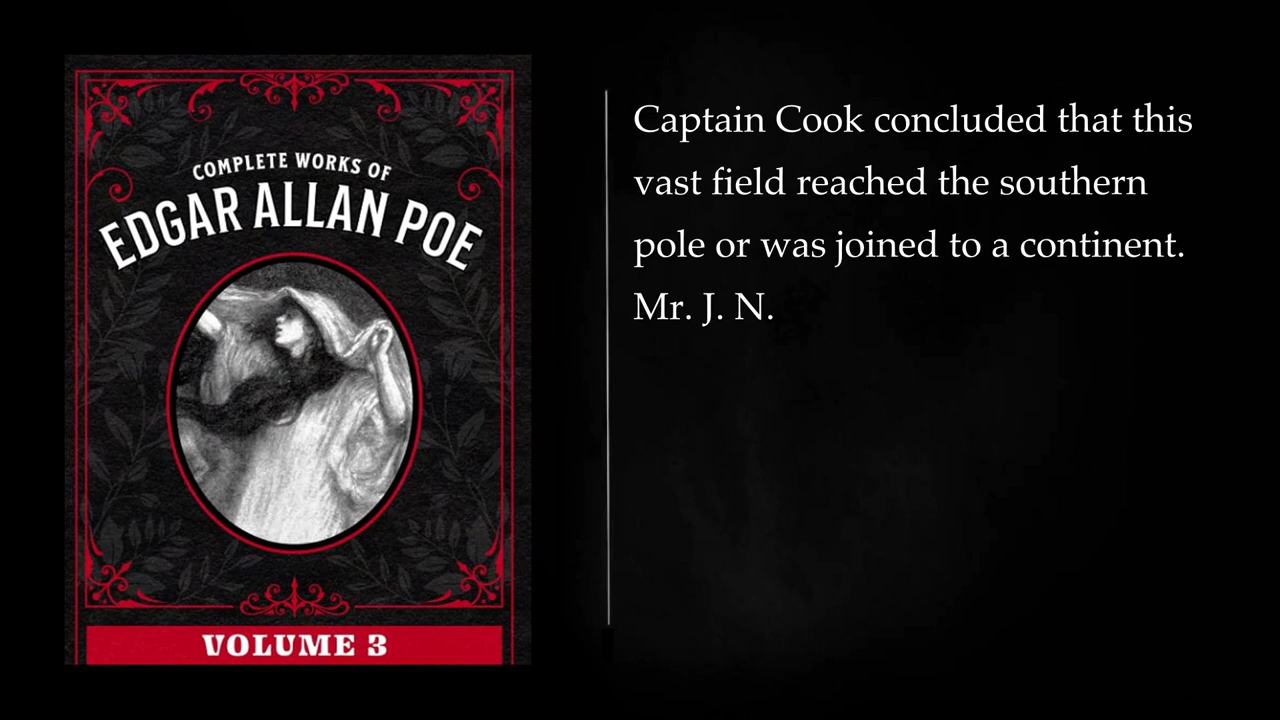 COMPLETE WORKS OF
EDGAR ALLAN POE
VOLUME 3
Captain Cook concluded that this
vast field reached the southern
pole or was joined to a continent.
Mr. J. N.